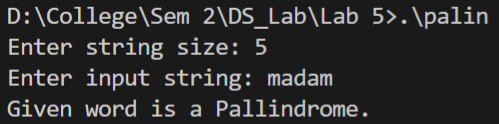 D:\College\Sem 2\DS_Lab\Lab 5>.\palin
Enter string size: 5
Enter input string: madam
Given word is a Pallindrome.